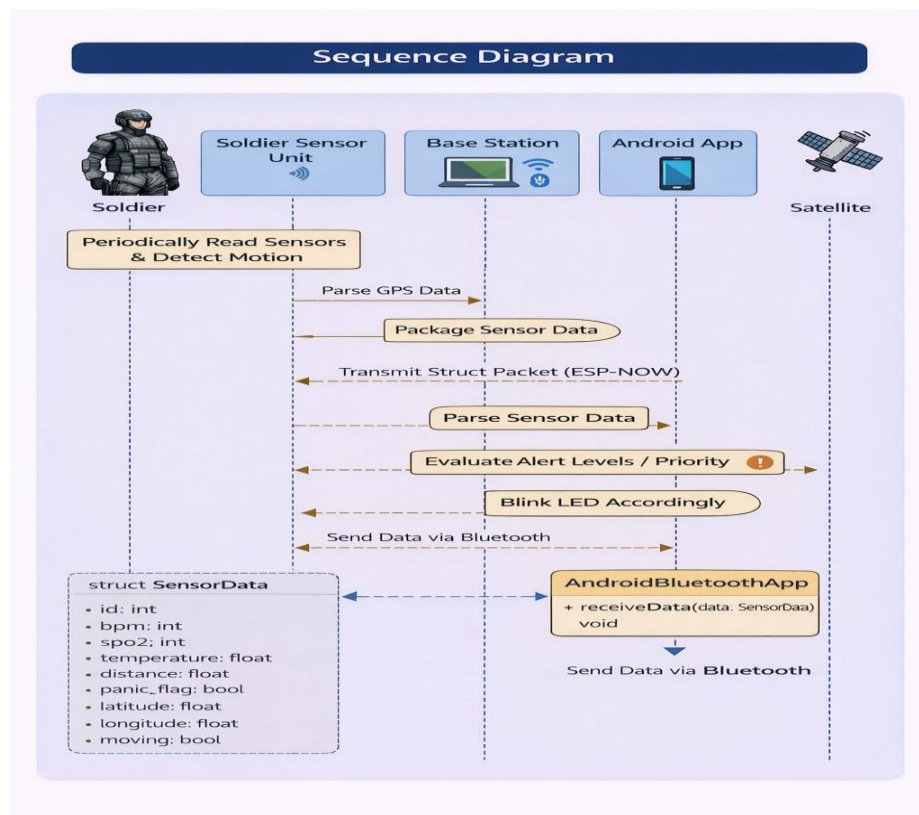 Sequence Diagram
Soldier Sensor
Unit
Base Station
Android App
Soldier
Satellite
Periodically Read Sensors
& Detect Motion
Parse GPS Data
Package Sensor Data
Transmit Struct Packet (ESP-NOW)
Parse Sensor Data
Evaluate Alert Levels / Priority
Blink LED Accordingly
Send Data via Bluetooth
struct SensorData
• id: int
• bpm: int
• spo2; int
• temperature: float
• distance: float
• panic_flag: bool
• latitude: float
• longitude: float
• moving: bool
AndroidBluetoothApp
+ receiveData(data: SensorDaa)
void
Send Data via Bluetooth